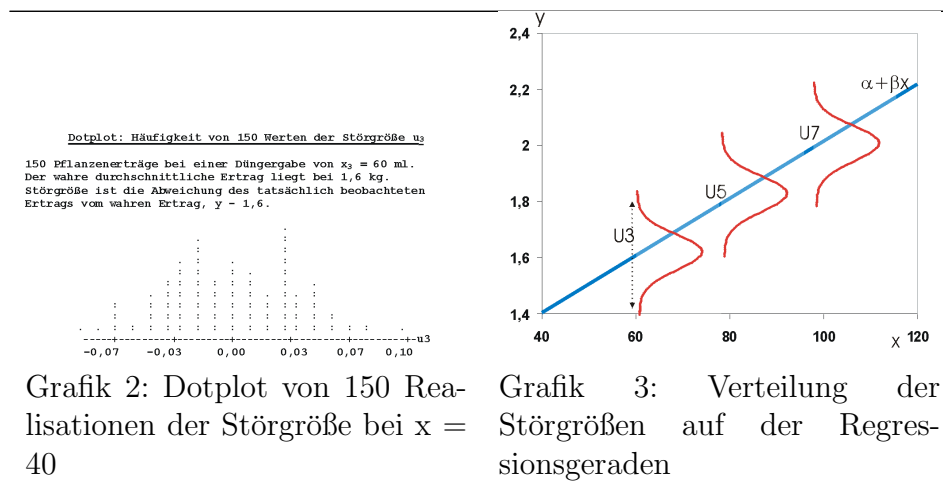 Dotplot: Häufigkeit von 150 Werten der Störgröße u₃
150 Pflanzenerträge bei einer Düngergabe von x₃ = 60 ml.
Der wahre durchschnittliche Ertrag liegt bei 1,6 kg.
Störgröße ist die Abweichung des tatsächlich beobachteten
Ertrags vom wahren Ertrag, y - 1,6.
u3
-0,07 -0,03 0,00 0,03 0,07 0,10
Grafik 2: Dotplot von 150 Rea-
lisationen der Störgröße bei x =
40
y
2,4
2,2
2
1,8
1,6
1,4
α+βx
U7
U5
U3
40 60 80 100 120
x
Grafik 3: Verteilung der
Störgrößen auf der Regres-
sionsgeraden